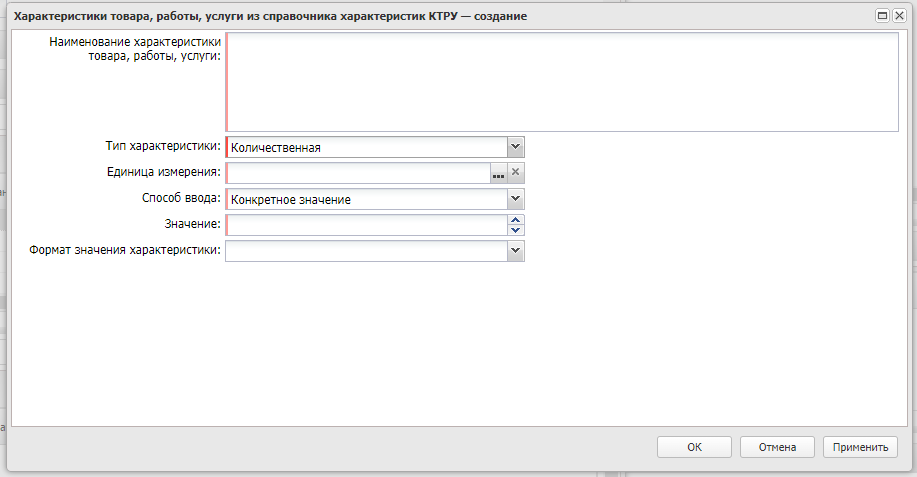 Характеристики товара, работы, услуги из справочника характеристик КТРУ — создание
Наименование характеристики
товара, работы, услуги:
Тип характеристики: Количественная
Единица измерения: ...
Способ ввода: Конкретное значение
Значение:
Формат значения характеристики:
ОК Отмена Применить